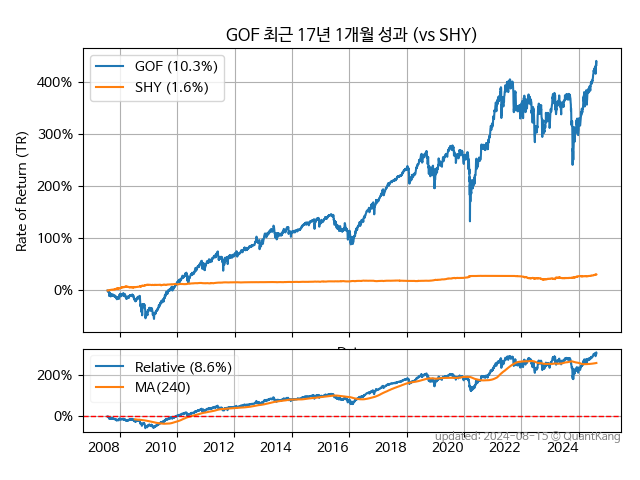 GOF 최근 17년 1개월 성과 (vs SHY)
GOF (10.3%)
SHY (1.6%)
400%
300%
200%
100%
0%
Rate of Return (TR)
Relative (8.6%)
MA(240)
200%
0%
2008 2010 2012 2014 2016 2018 2020 2022 2024
updated: 2024-08-15 © QuantKang